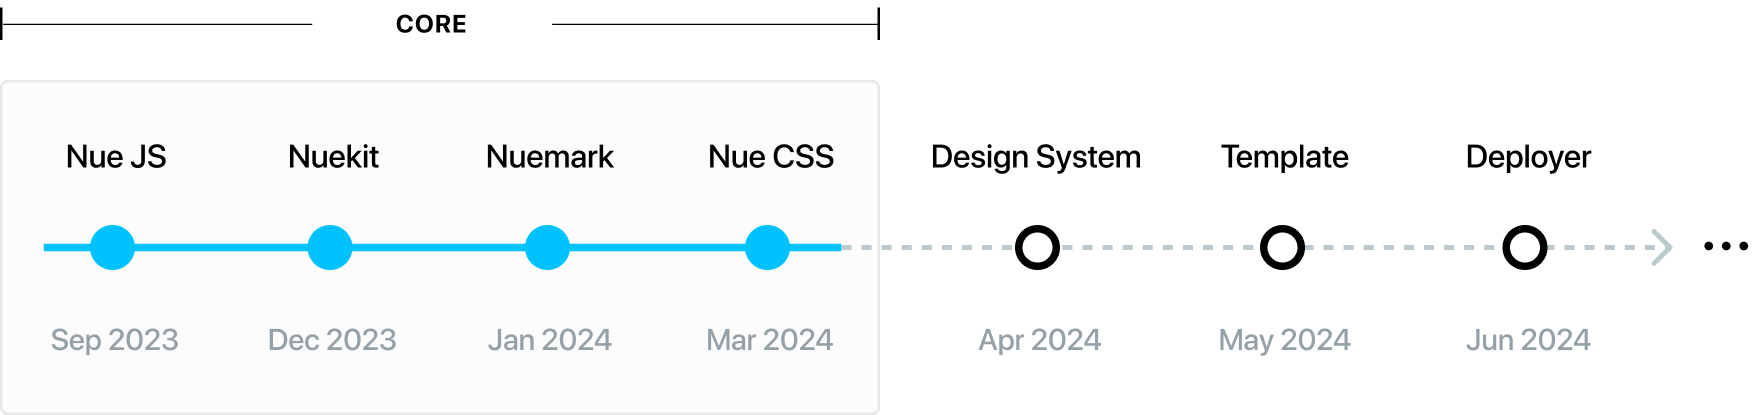 CORE
Nue JS Nuekit Nuemark Nue CSS Design System Template Deployer
Sep 2023 Dec 2023 Jan 2024 Mar 2024 Apr 2024 May 2024 Jun 2024